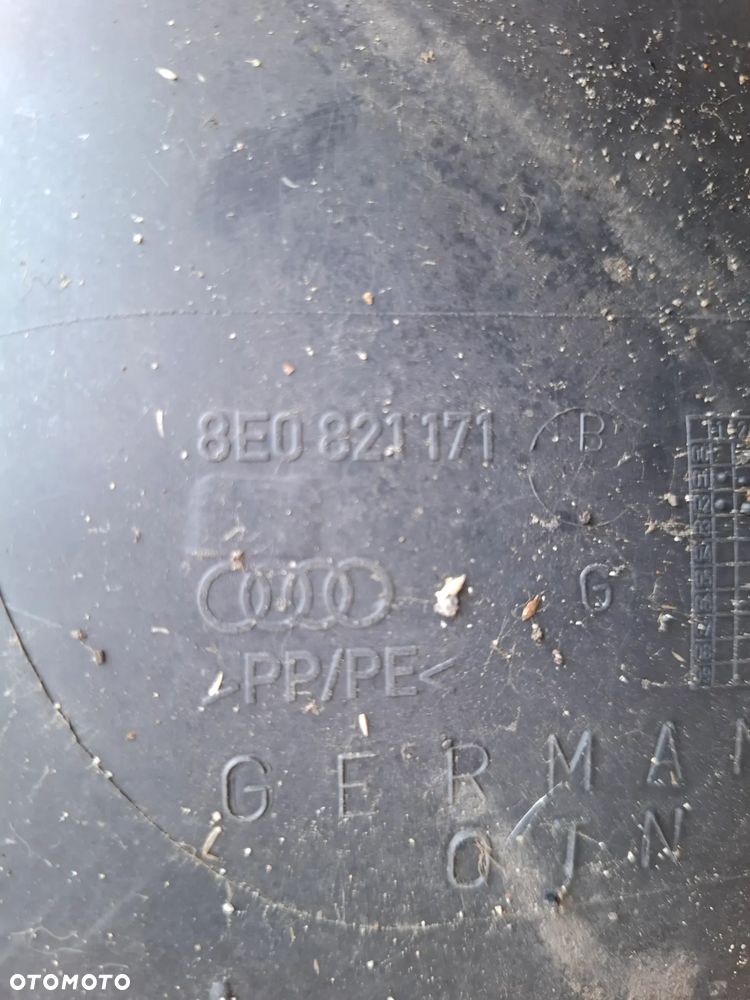 8E0 821 171 B
G
>PP/PE<
GERMAN
OTOMOTO